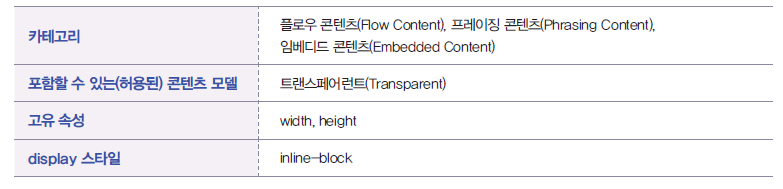 카테고리
플로우 콘텐츠(Flow Content), 프레이징 콘텐츠(Phrasing Content),
임베디드 콘텐츠(Embedded Content)
포함할 수 있는(허용된) 콘텐츠 모델
트랜스페어런트(Transparent)
고유 속성
width, height
display 스타일
inline-block